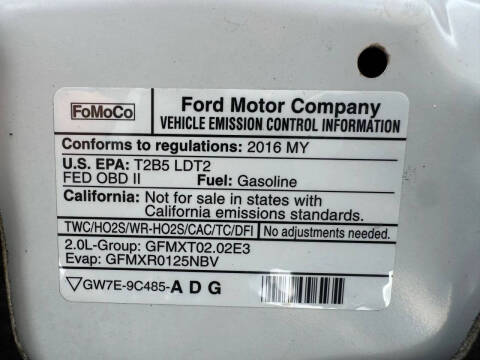 FoMoCo
Ford Motor Company
VEHICLE EMISSION CONTROL INFORMATION
Conforms to regulations: 2016 MY
U.S. EPA: T2B5 LDT2
FED OBD II Fuel: Gasoline
California: Not for sale in states with
California emissions standards.
TWC/HO2S/WR-HO2S/CAC/TC/DFI No adjustments needed.
2.0L-Group: GFMXT02.02E3
Evap: GFMXR0125NBV
▽GW7E-9C485-A D G